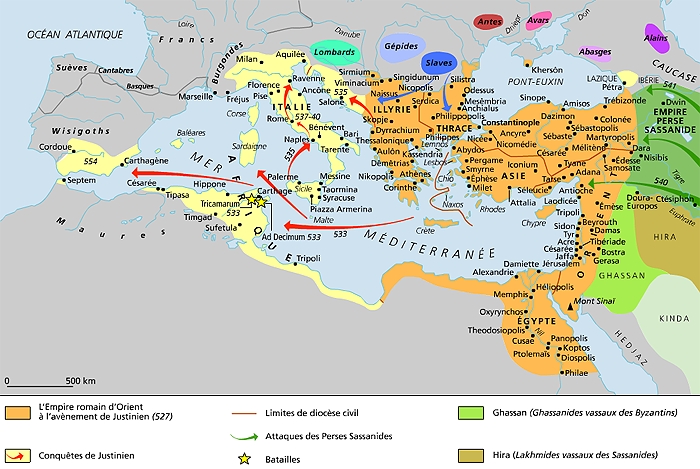 OCÉAN ATLANTIQUE
Loire
Francs
Danube
Antes
Dniepr
Avars
Don
Alains
Burgondes
Aquilée
Lombards
Gépides
Slaves
Abasges
CAUCASE
Suèves
Cantabres
Basques
Milan
Ravenne
Sirmium
Viminacium
Singidunum
Silistra
Khersôn
LAZIQUE
IBÉRIE
541
Marseille
Fréjus
Florence
Pise
Ancône
535
Salone
Naissus
Nicopolis
Odessus
PONT-EUXIN
Pétra
ITALIE
ILLYRIE
Serdica
Mesêmbria
Anchialus
Sinope
Amisos
Trébizonde
Dwin
Corse
Rome
537-40
Skopje
Philippopolis
Constantinople
Dazimon
Colonée
EMPIRE
PERSE
SASSANIDE
Wisigoths
Bénévent
Bari
Dyrrachium
THRACE
Nicée
Ancyre
Sébastopolis
Martyropolis
Baléares
Sardaigne
Naples
Tarente
Thessalonique
Philippes
Lemnos
Abydos
Nicomédie
Césarée
Sébastée
Dara
Cordoue
554
Carthagène
535
Aulôn
Kassendria
Lesbos
Pergame
Iconium
Mélitène
Édesse
Samosate
Nisibis
Septem
MER
Palerme
Messine
Démétrias
Nikopolis
Athènes
Chio
Smyrne
Éphèse
ASIE
Adana
Tarse
Tigre
540
Césarée
Hippone
Sicile
Taormina
Syracuse
Corinthe
Milet
Séleucie
Antioche
Tipasa
Tricamarum
533
Carthage
Piazza Armerina
Naxos
Rhodes
Attalia
Laodicée
Doura-Europos
Ctésiphon
Euphrate
Timgad
AFRIQUE
Malte
Crète
Chypre
Tripoli
Émèse
Maures
Sufetula
Ad Decimum 533
533
MÉDITERRANÉE
Beyrouth
Sidon
Damas
HIRA
Tyr
Acre
Tibériade
ORIENT
Césarée
Jaffa
Bostra
Gerasa
Tripoli
Damiette
Jérusalem
Alexandrie
GHASSAN
Héliopolis
Memphis
Mont Sinaï
KINDA
Oxyrynchos
ÉGYPTE
Theodosiopolis
Nil
HEDJAZ
Cusae
Panopolis
Ptolemaïs
Koptos
Diospolis
Philae
0
500 km
L'Empire romain d'Orient
à l'avènement de Justinien (527)
Limites de diocèse civil
Ghassan (Ghassanides vassaux des Byzantins)
Attaques des Perses Sassanides
Conquêtes de Justinien
Batailles
Hira (Lakhmides vassaux des Sassanides)